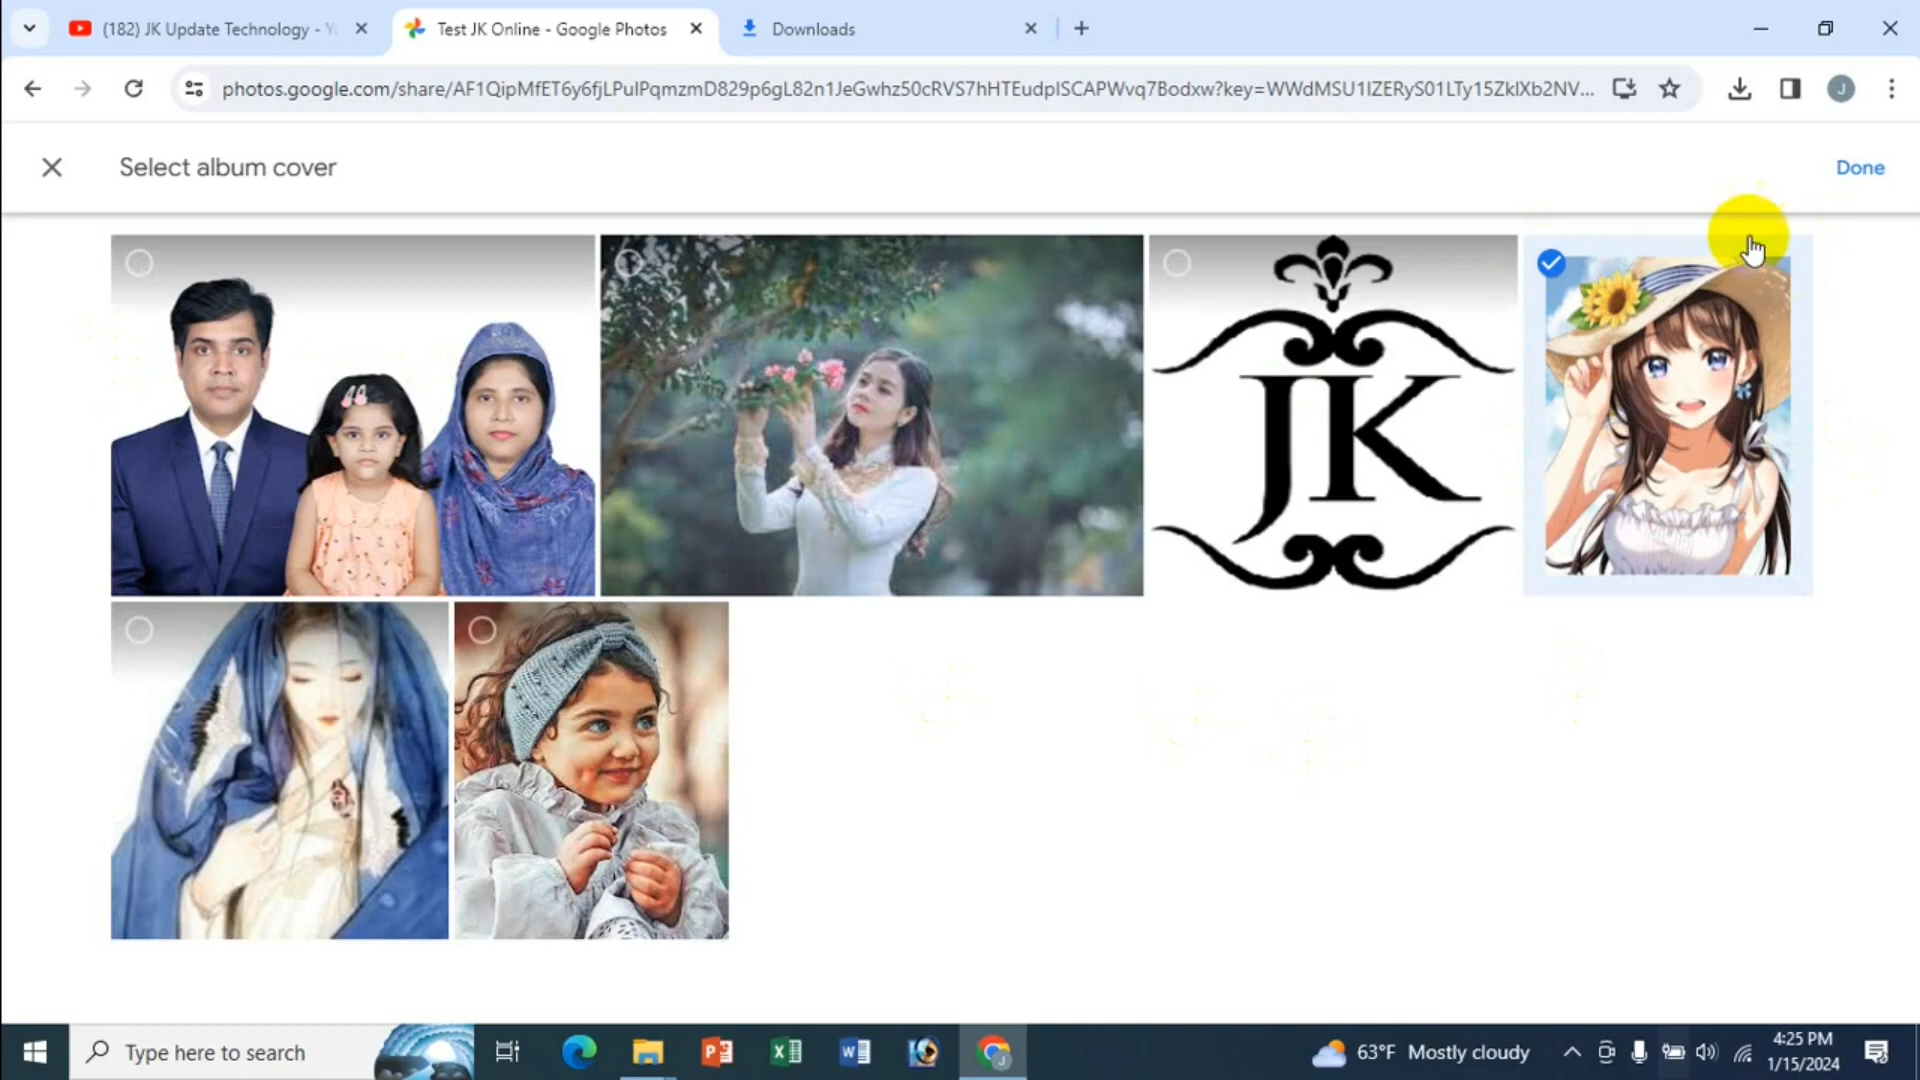 (182) JK Update Technology - Y
Test JK Online - Google Photos
Downloads
photos.google.com/share/AF1QipMfET6y6fjLPulPqmzmD829p6gL82n1JeGwhz50cRVS7hHTEudpISCAPWvq7Bodxw?key=WWdMSU1IZERyS01LTy15ZklXb2NV...
J
Select album cover
Done
JK
Type here to search
63°F Mostly cloudy
4:25 PM
1/15/2024